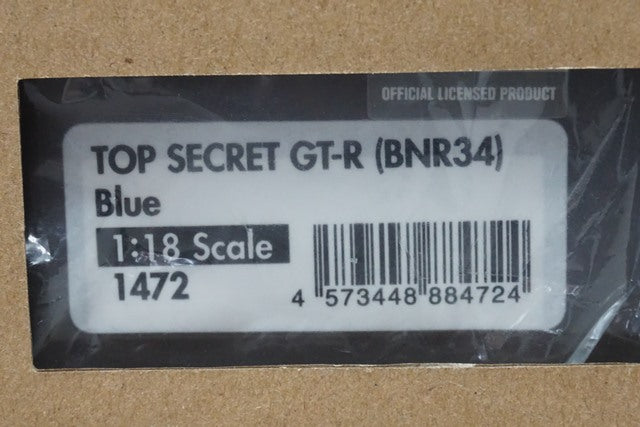 OFFICIAL LICENSED PRODUCT
TOP SECRET GT-R (BNR34)
Blue
1:18 Scale
1472
4 573448 884724